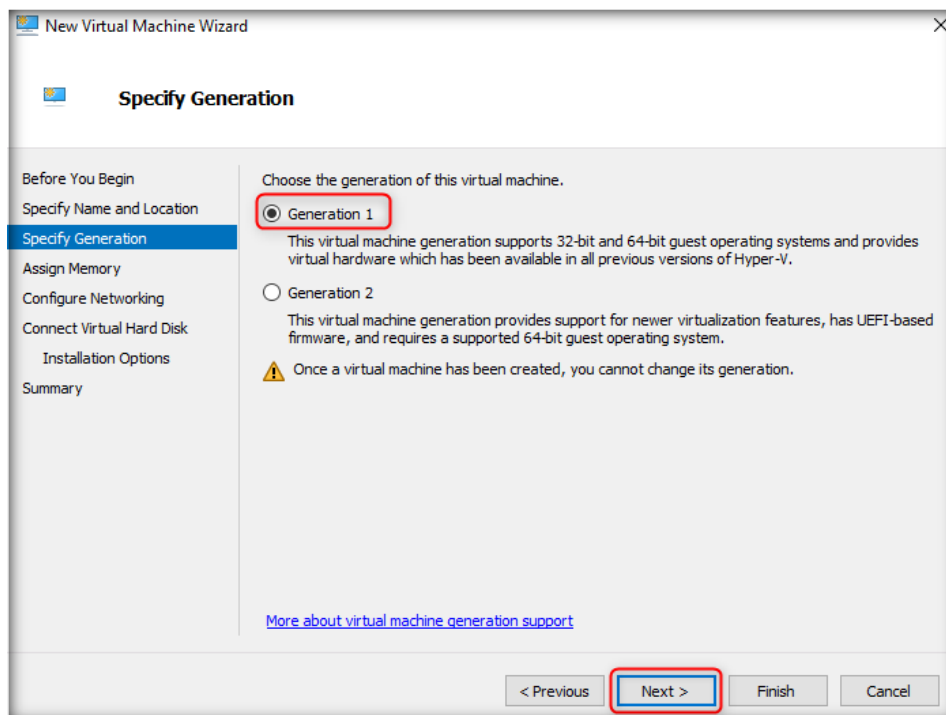 New Virtual Machine Wizard
Specify Generation
Before You Begin
Specify Name and Location
Specify Generation
Assign Memory
Configure Networking
Connect Virtual Hard Disk
Installation Options
Summary
Choose the generation of this virtual machine.
Generation 1
This virtual machine generation supports 32-bit and 64-bit guest operating systems and provides
virtual hardware which has been available in all previous versions of Hyper-V.
Generation 2
This virtual machine generation provides support for newer virtualization features, has UEFI-based
firmware, and requires a supported 64-bit guest operating system.
Once a virtual machine has been created, you cannot change its generation.
More about virtual machine generation support
< Previous
Next >
Finish
Cancel